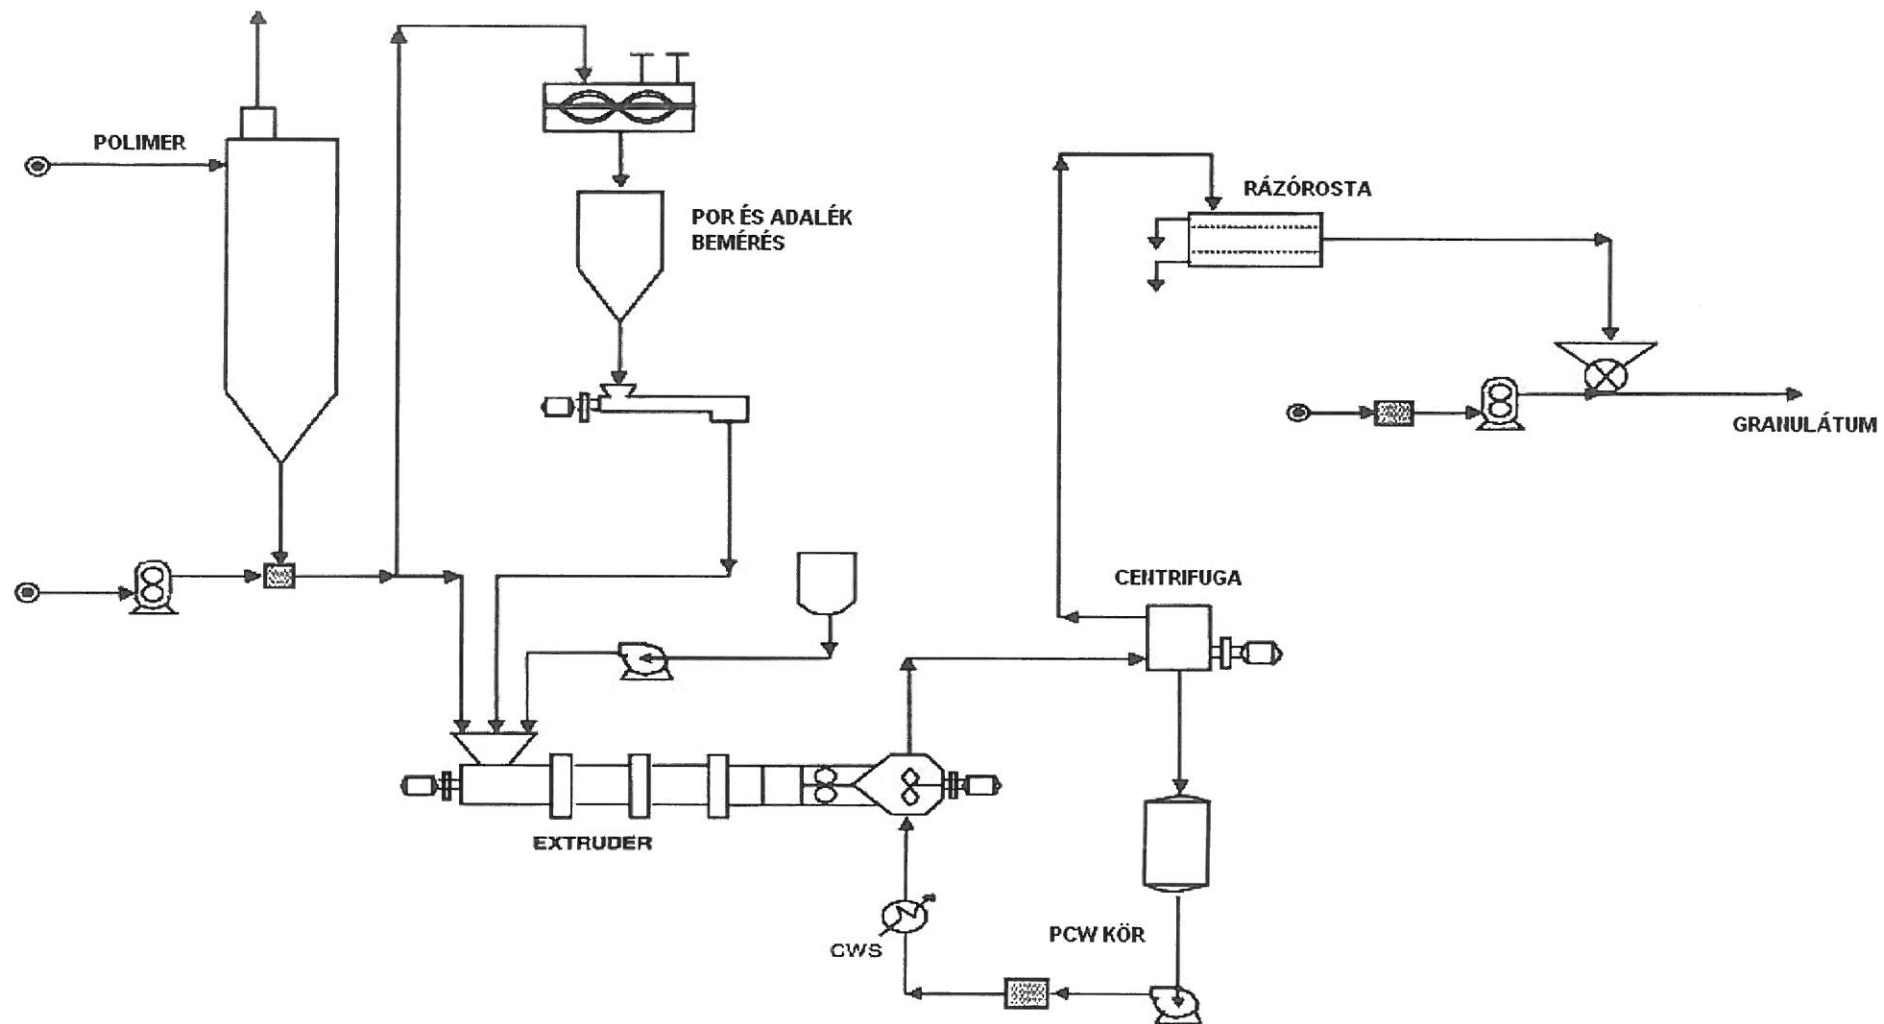 POLIMER
POR ÉS ADALÉK
BEMÉRÉS
RÁZÓROSTA
GRANULÁTUM
CENTRIFUGA
EXTRUDER
CWS
PCW KÖR